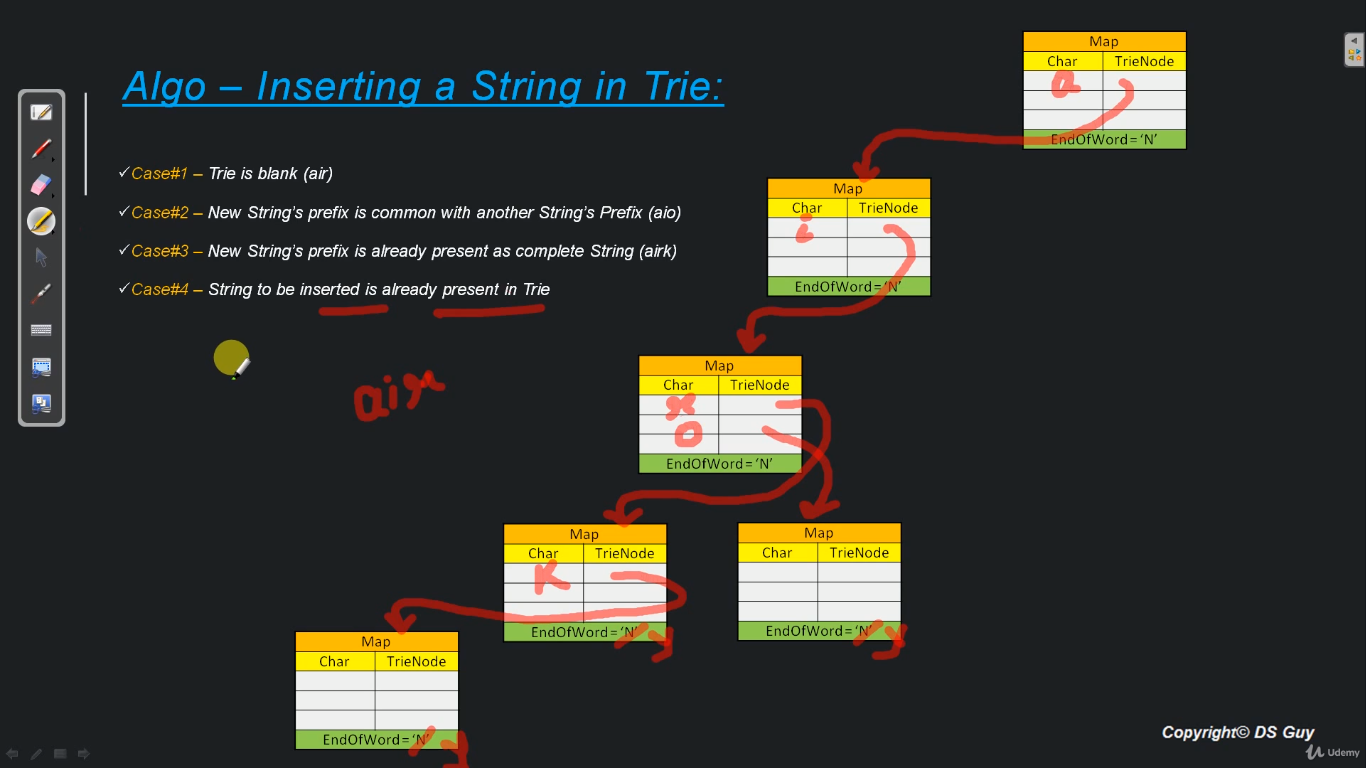 Algo – Inserting a String in Trie:
✓Case#1 – Trie is blank (air)
✓Case#2 – New String's prefix is common with another String's Prefix (aio)
✓Case#3 – New String's prefix is already present as complete String (airk)
✓Case#4 – String to be inserted is already present in Trie
air
Map
Char TrieNode
a
EndOfWord = 'N'
Map
Char TrieNode
i
EndOfWord = 'N'
Map
Char TrieNode
r
o
EndOfWord = 'N'
Map
Char TrieNode
K
EndOfWord = 'N' y
Map
Char TrieNode
EndOfWord = 'N' y
Map
Char TrieNode
EndOfWord = 'N' y
Copyright© DS Guy
Udemy